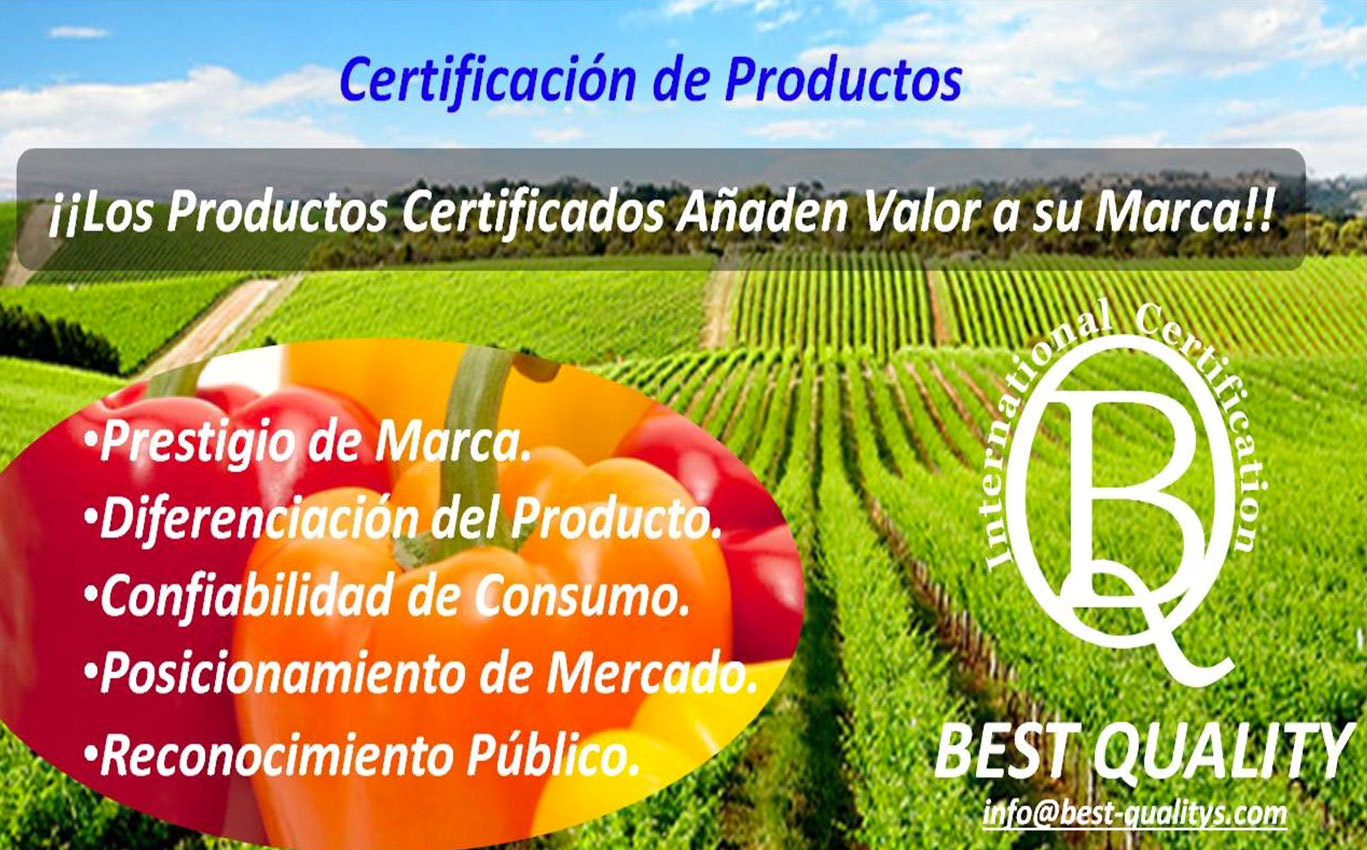 Certificación de Productos
¡¡Los Productos Certificados Añaden Valor a su Marca!!
•Prestigio de Marca.
•Diferenciación del Producto.
•Confiabilidad de Consumo.
•Posicionamiento de Mercado.
•Reconocimiento Público.
International Certification
BQ
BEST QUALITY
info@best-qualitys.com